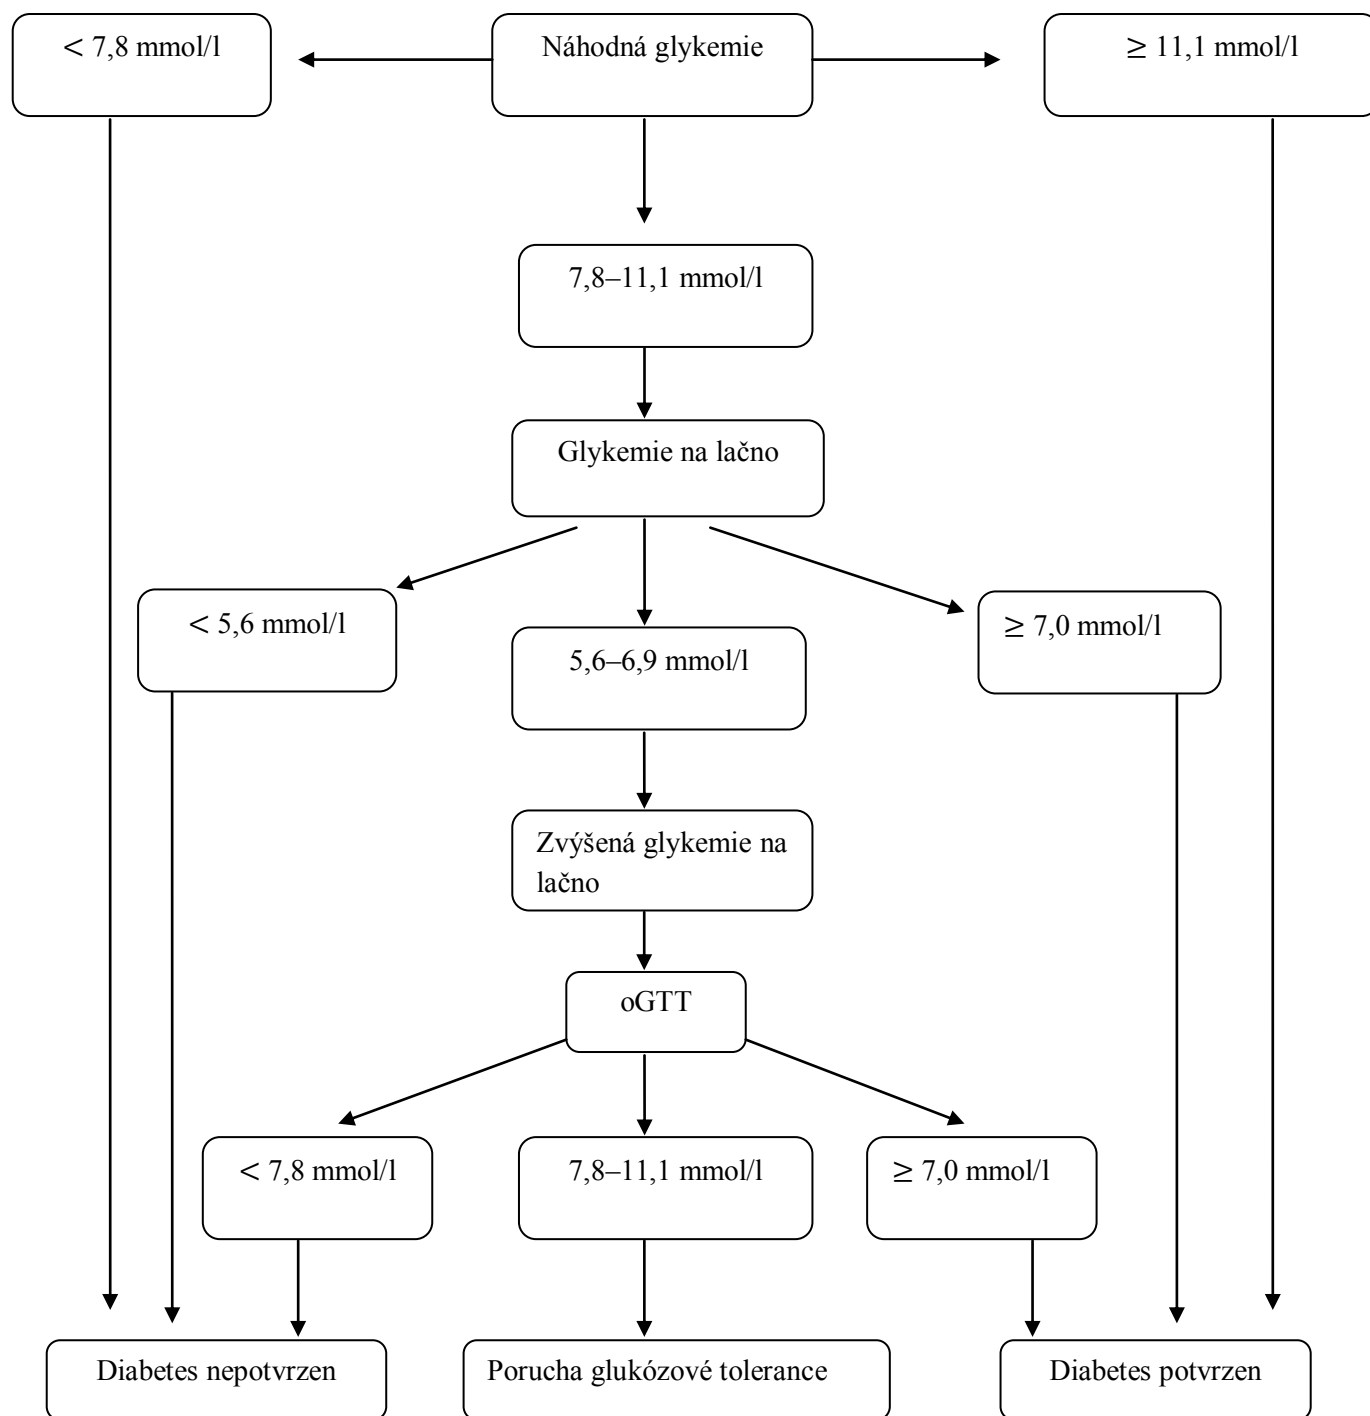 < 7,8 mmol/l
Náhodná glykemie
≥ 11,1 mmol/l
7,8–11,1 mmol/l
Glykemie na lačno
< 5,6 mmol/l
5,6–6,9 mmol/l
≥ 7,0 mmol/l
Zvýšená glykemie na
lačno
oGTT
< 7,8 mmol/l
7,8–11,1 mmol/l
≥ 7,0 mmol/l
Diabetes nepotvrzen
Porucha glukózové tolerance
Diabetes potvrzen